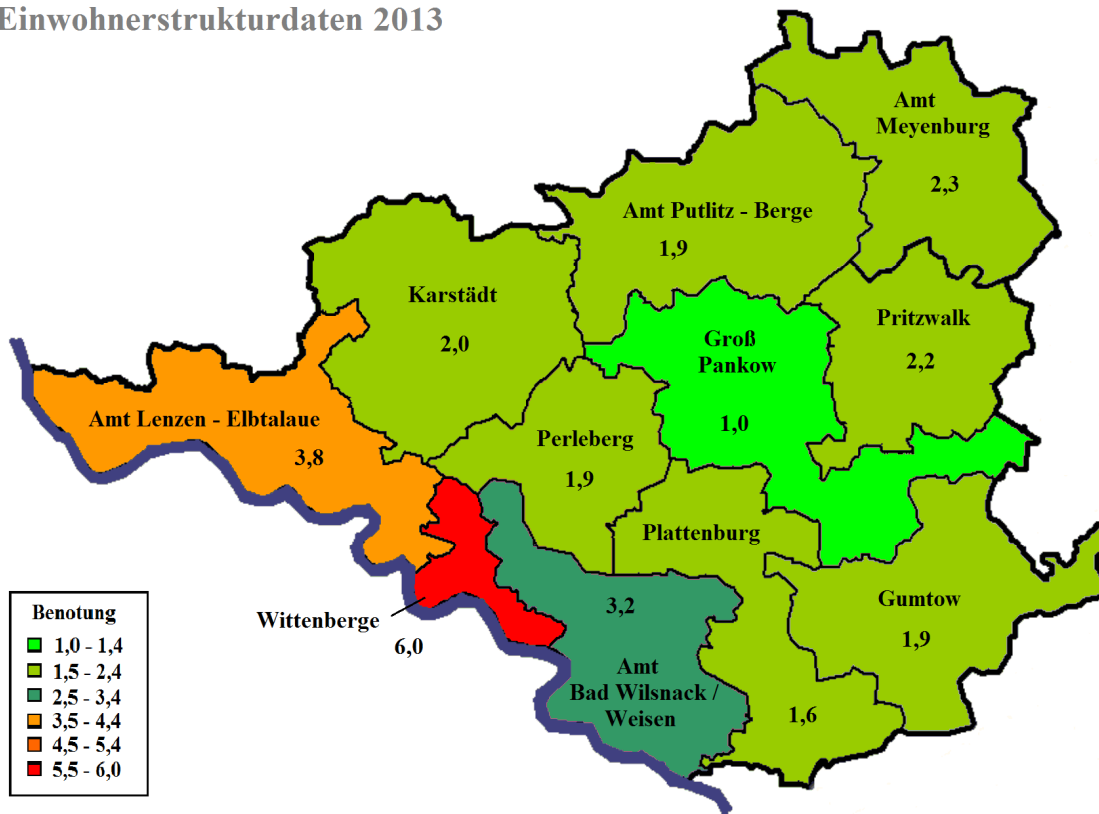 Einwohnerstrukturdaten 2013
Amt
Meyenburg
2,3
Amt Putlitz - Berge
1,9
Karstädt
2,0
Groß
Pankow
1,0
Pritzwalk
2,2
Amt Lenzen - Elbtalaue
3,8
Perleberg
1,9
Plattenburg
1,6
Gumtow
1,9
Wittenberge
6,0
3,2
Amt
Bad Wilsnack /
Weisen
Benotung
1,0 - 1,4
1,5 - 2,4
2,5 - 3,4
3,5 - 4,4
4,5 - 5,4
5,5 - 6,0